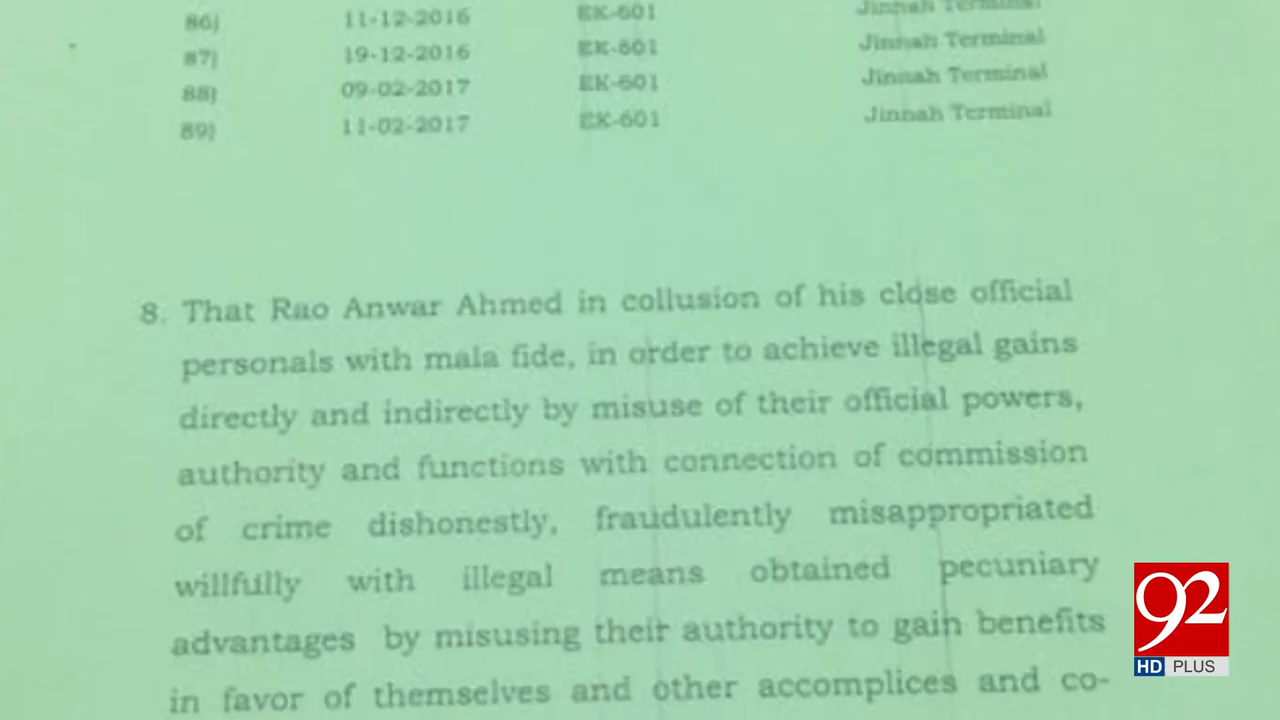 86) 11-12-2016 EK-601 Jinnah Terminal
87) 19-12-2016 EK-601 Jinnah Terminal
88) 09-02-2017 EK-601 Jinnah Terminal
89) 11-02-2017 EK-601 Jinnah Terminal
8. That Rao Anwar Ahmed in collusion of his close official
personals with mala fide, in order to achieve illegal gains
directly and indirectly by misuse of their official powers,
authority and functions with connection of commission
of crime dishonestly, fraudulently misappropriated
willfully with illegal means obtained pecuniary
advantages by misusing their authority to gain benefits
in favor of themselves and other accomplices and co-
92
HD PLUS